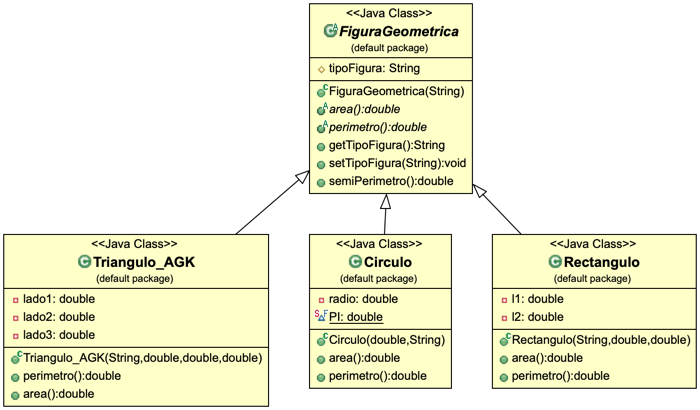 <<Java Class>>
FiguraGeometrica
(default package)
tipoFigura: String
FiguraGeometrica(String)
area():double
perimetro():double
getTipoFigura():String
setTipoFigura(String):void
semiPerimetro():double
<<Java Class>>
Triangulo_AGK
(default package)
lado1: double
lado2: double
lado3: double
Triangulo_AGK(String,double,double,double)
perimetro():double
area():double
<<Java Class>>
Circulo
(default package)
radio: double
PI: double
Circulo(double,String)
area():double
perimetro():double
<<Java Class>>
Rectangulo
(default package)
l1: double
l2: double
Rectangulo(String,double,double)
area():double
perimetro():double